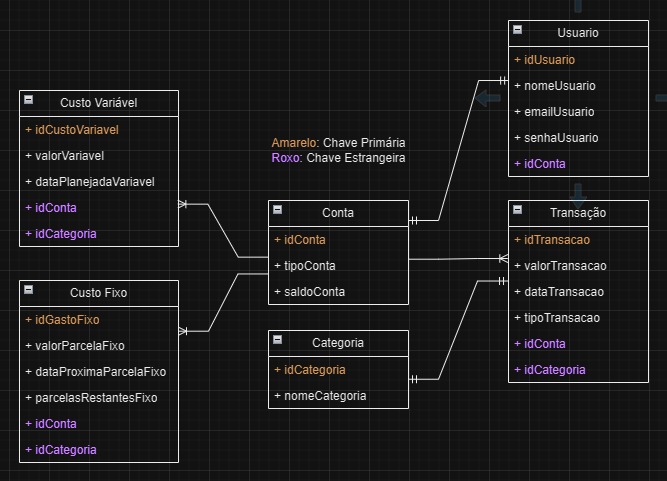 Usuario
+ idUsuario
+ nomeUsuario
+ emailUsuario
+ senhaUsuario
+ idConta
Custo Variável
+ idCustoVariavel
+ valorVariavel
+ dataPlanejadaVariavel
+ idConta
+ idCategoria
Amarelo: Chave Primária
Roxo: Chave Estrangeira
Conta
+ idConta
+ tipoConta
+ saldoConta
Transação
+ idTransacao
+ valorTransacao
+ dataTransacao
+ tipoTransacao
+ idConta
+ idCategoria
Custo Fixo
+ idGastoFixo
+ valorParcelaFixo
+ dataProximaParcelaFixo
+ parcelasRestantesFixo
+ idConta
+ idCategoria
Categoria
+ idCategoria
+ nomeCategoria